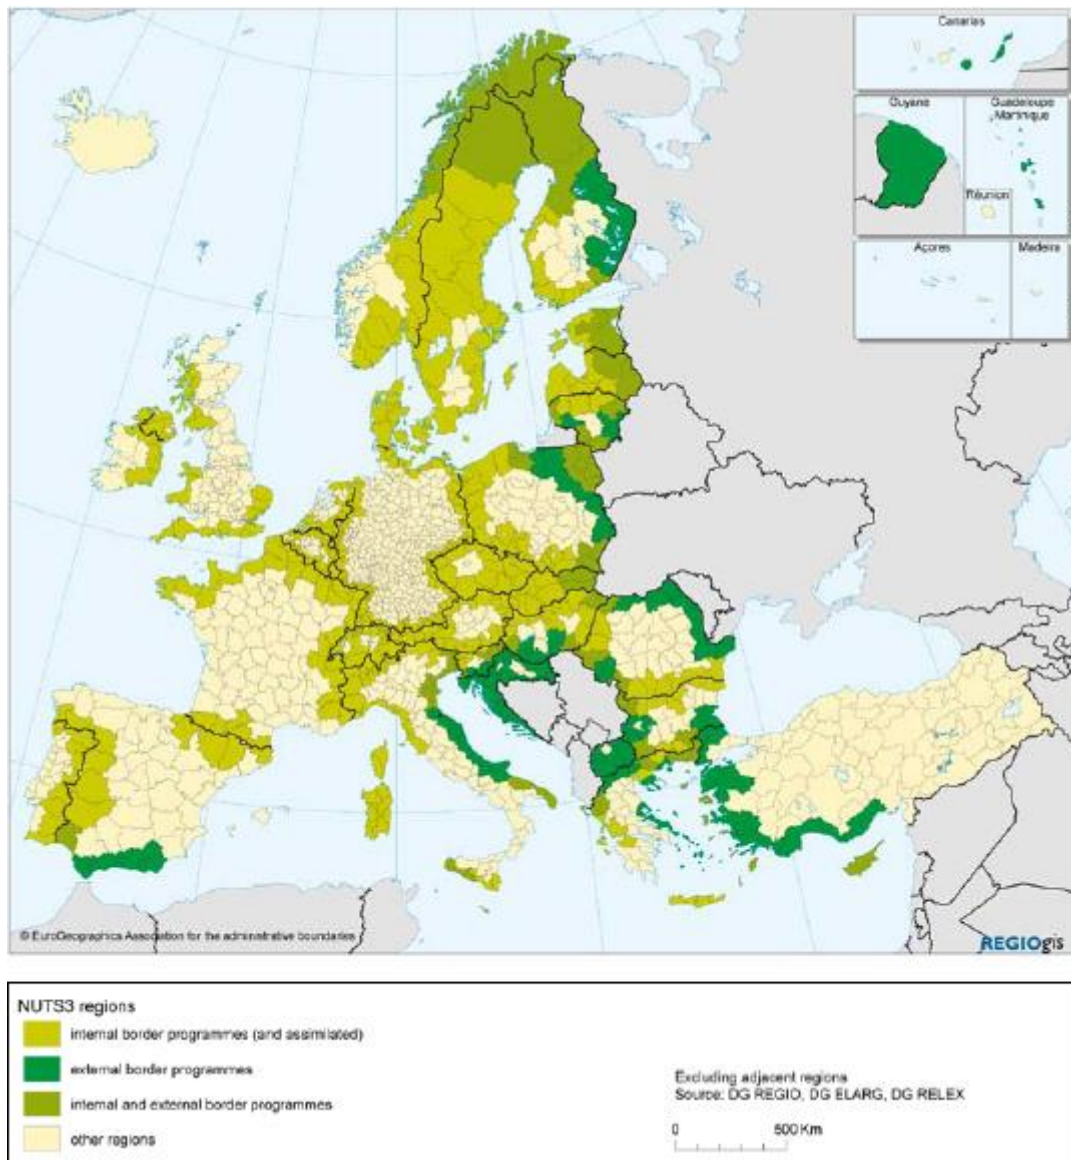 Canarias
Guyane
Guadeloupe
Martinique
Réunion
Açores
Madeira
© EuroGeographics Association for the administrative boundaries
REGIOgis
NUTS3 regions
internal border programmes (and assimilated)
external border programmes
internal and external border programmes
other regions
Excluding adjacent regions
Source: DG REGIO, DG ELARG, DG RELEX
0 500 Km